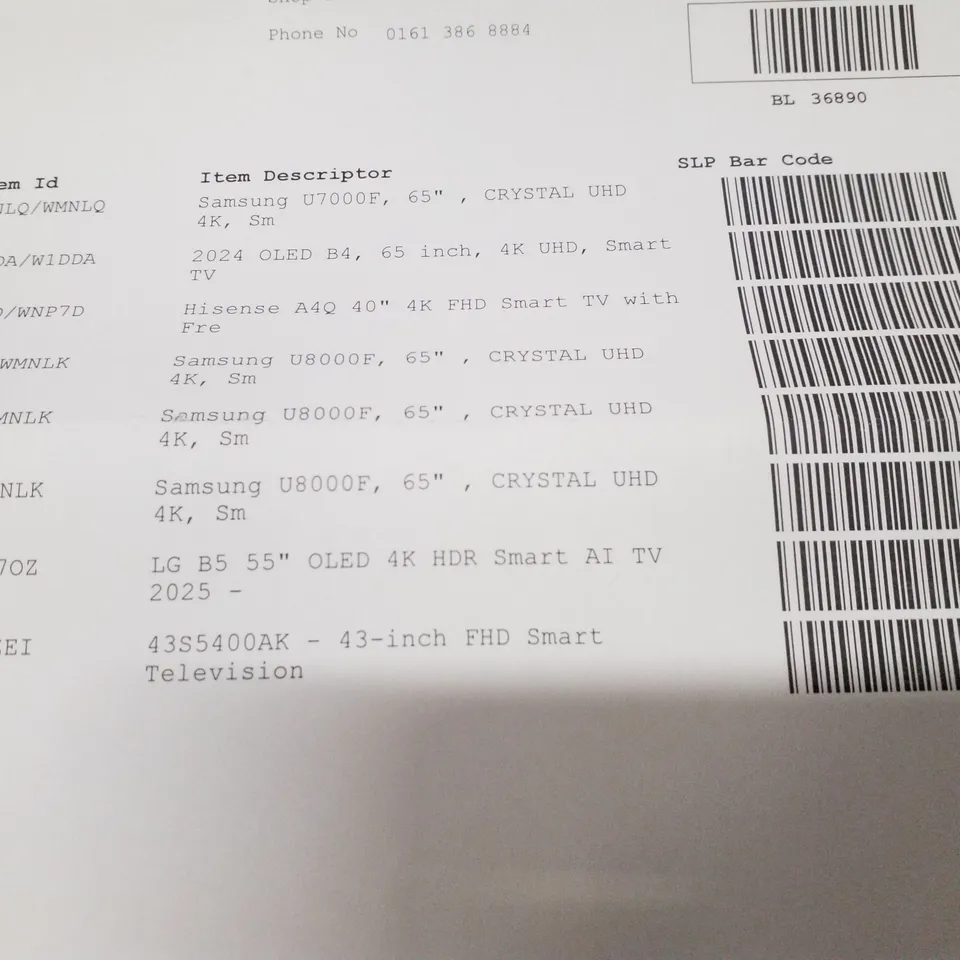 Phone No 0161 386 8884
BL 36890
em Id Item Descriptor SLP Bar Code
NLQ/WMNLQ Samsung U7000F, 65" , CRYSTAL UHD
4K, Sm
DA/W1DDA 2024 OLED B4, 65 inch, 4K UHD, Smart
TV
/WNP7D Hisense A4Q 40" 4K FHD Smart TV with
Fre
WMNLK Samsung U8000F, 65" , CRYSTAL UHD
4K, Sm
MNLK Samsung U8000F, 65" , CRYSTAL UHD
4K, Sm
NLK Samsung U8000F, 65" , CRYSTAL UHD
4K, Sm
7OZ LG B5 55" OLED 4K HDR Smart AI TV
2025 -
EI 43S5400AK - 43-inch FHD Smart
Television